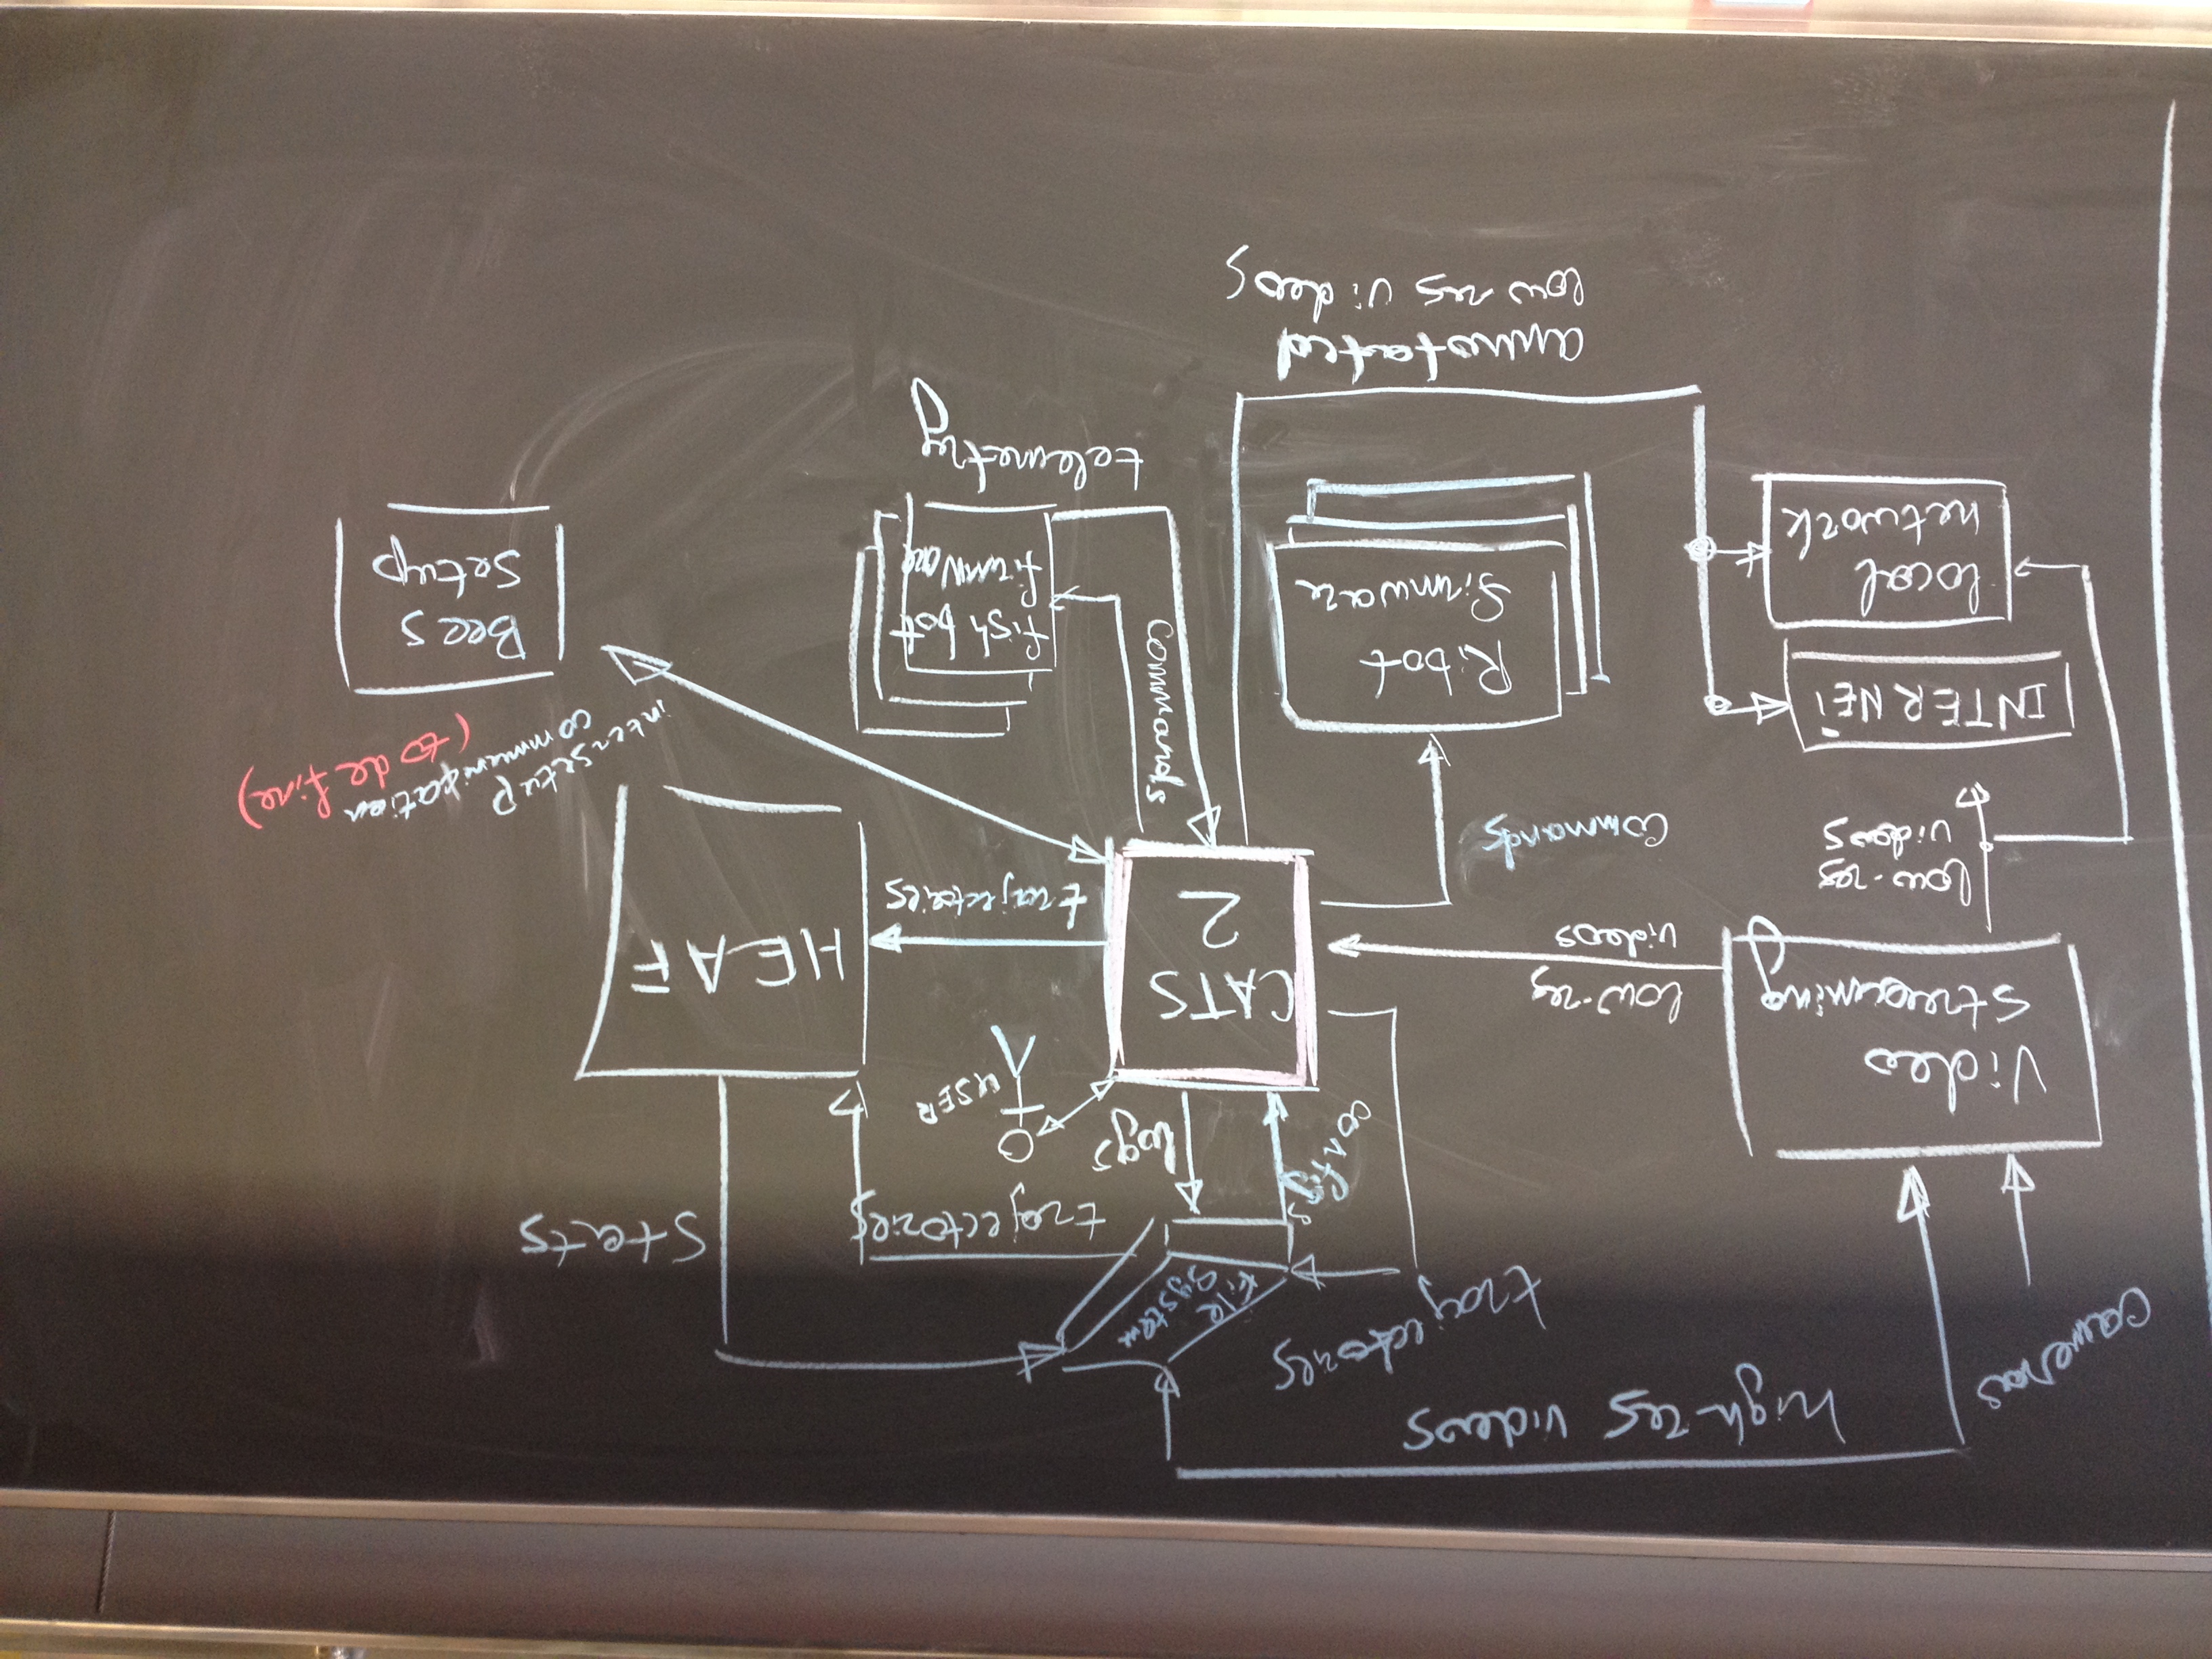 high res videos
cameras
trajectories
File
System
Stats
trajectories
configs
logs
USER
Video
Streaming
low-res
videos
CATS
2
HEAF
trajectories
low-res
videos
commands
commands
intersetup
communication
(to define)
INTERNET
local
network
Ribot
firmware
fish bot
firmware
Bees
Setup
telemetry
annotated
low res videos